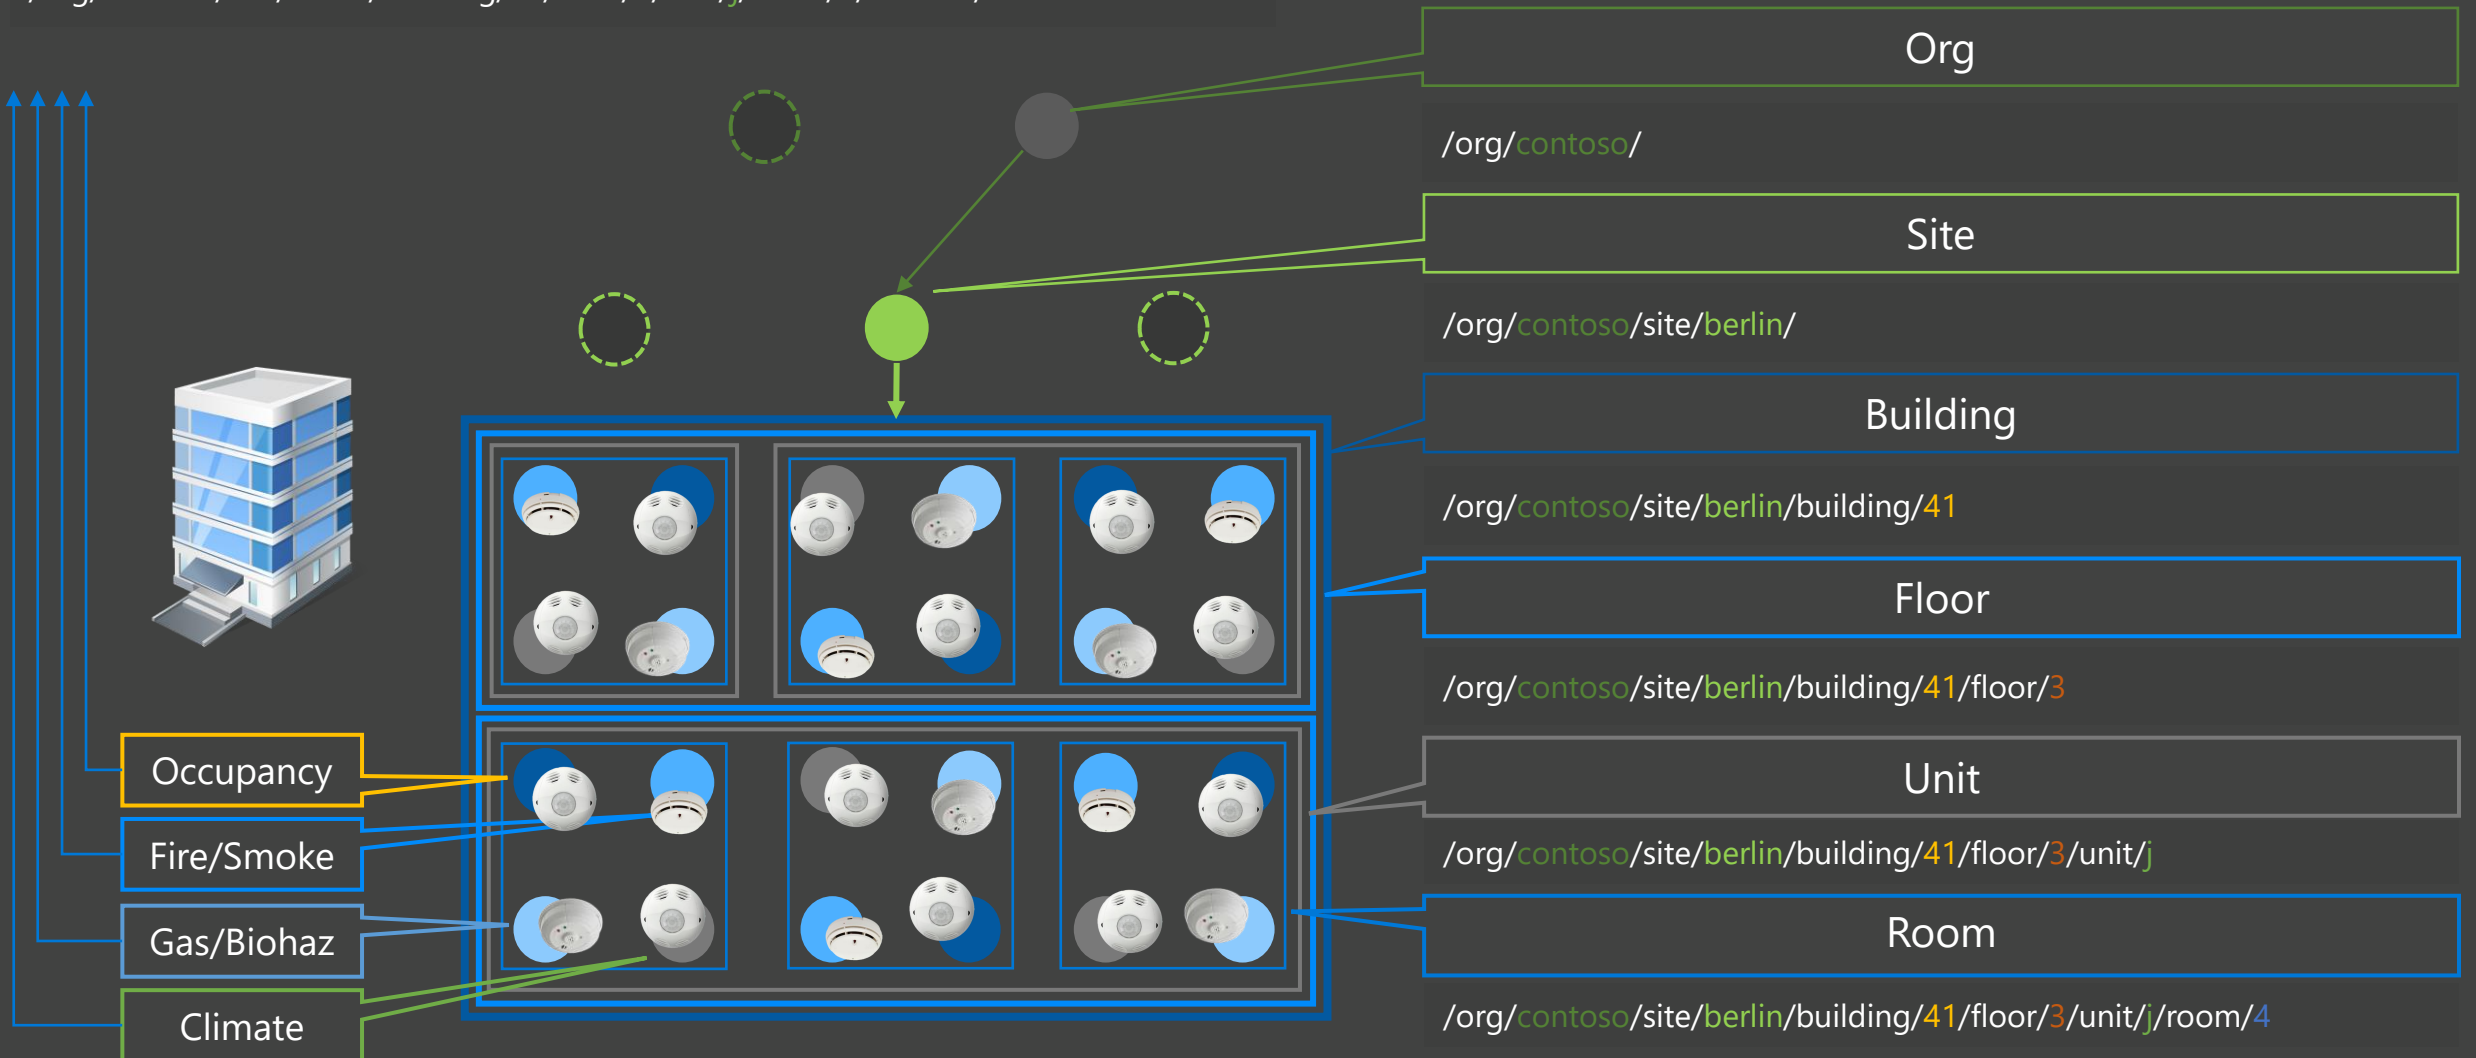 Org
/org/contoso/
Site
/org/contoso/site/berlin/
Building
/org/contoso/site/berlin/building/41
Floor
/org/contoso/site/berlin/building/41/floor/3
Unit
/org/contoso/site/berlin/building/41/floor/3/unit/j
Room
/org/contoso/site/berlin/building/41/floor/3/unit/j/room/4
Occupancy
Fire/Smoke
Gas/Biohaz
Climate